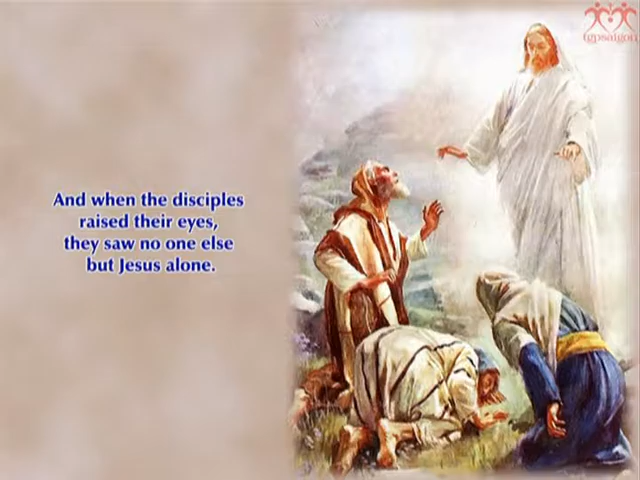 And when the disciples
raised their eyes,
they saw no one else
but Jesus alone.
tgpsaigon